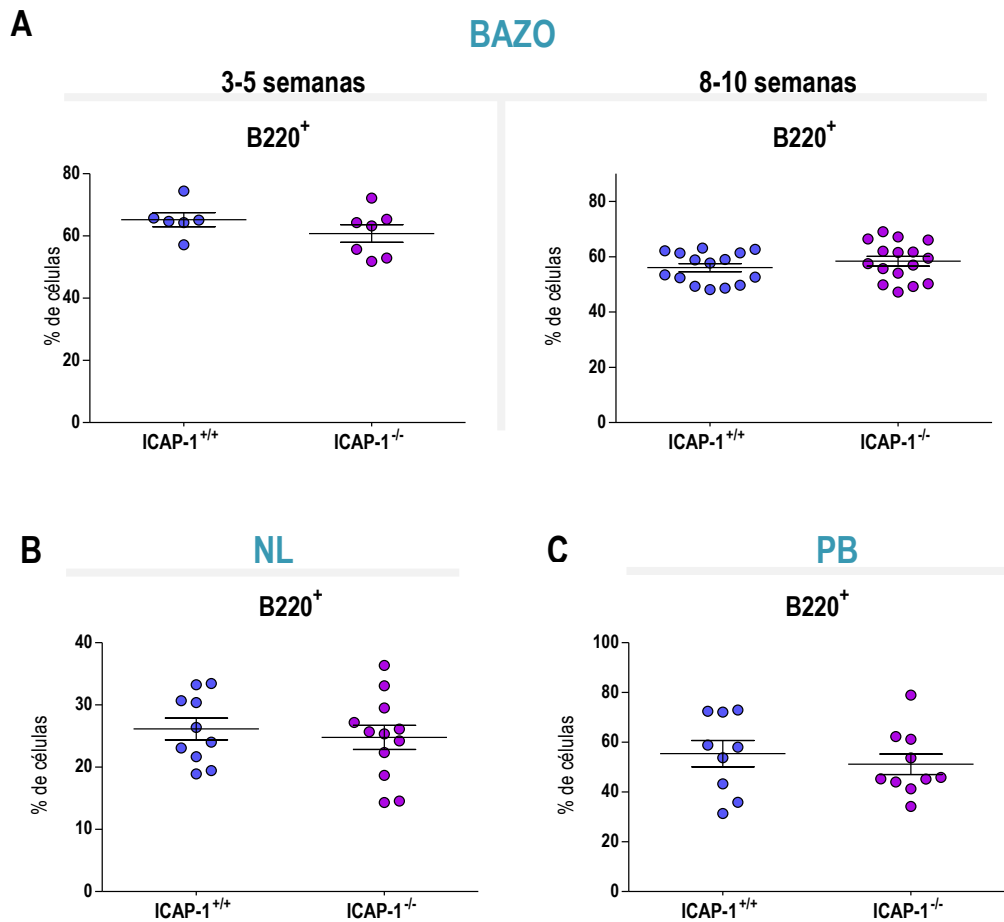 A
BAZO
3-5 semanas
8-10 semanas
B220+
% de células
80
60
40
20
0
ICAP-1+/+
ICAP-1-/-
B220+
% de células
80
60
40
20
0
ICAP-1+/+
ICAP-1-/-
B
NL
B220+
% de células
40
30
20
10
0
ICAP-1+/+
ICAP-1-/-
C
PB
B220+
% de células
100
80
60
40
20
0
ICAP-1+/+
ICAP-1-/-